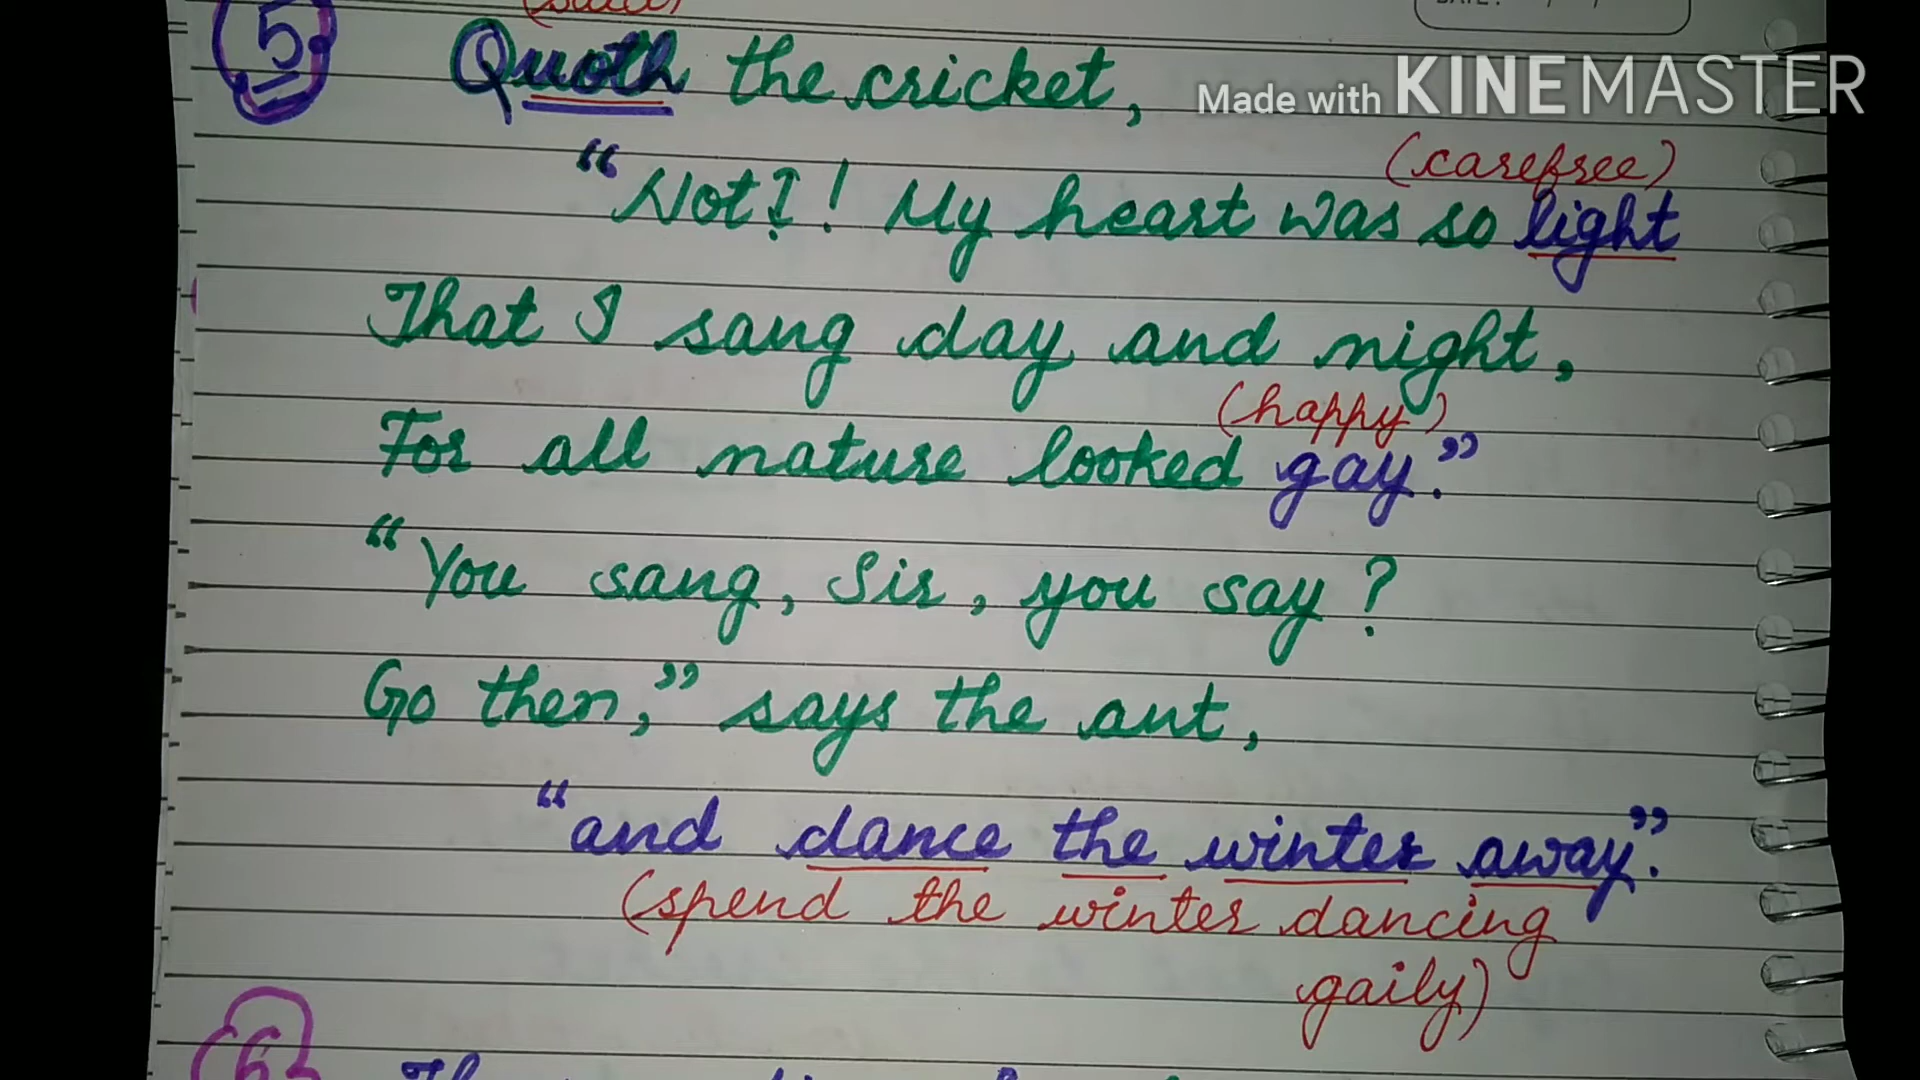 (said)
5
Quoth the cricket,
Made with KINEMASTER
(carefree)
“Not I! My heart was so light
That I sang day and night,
(happy)
For all nature looked gay.”
“You sang, Sir, you say?
Go then,” says the ant,
“and dance the winter away.”
(spend the winter dancing
gaily)
6